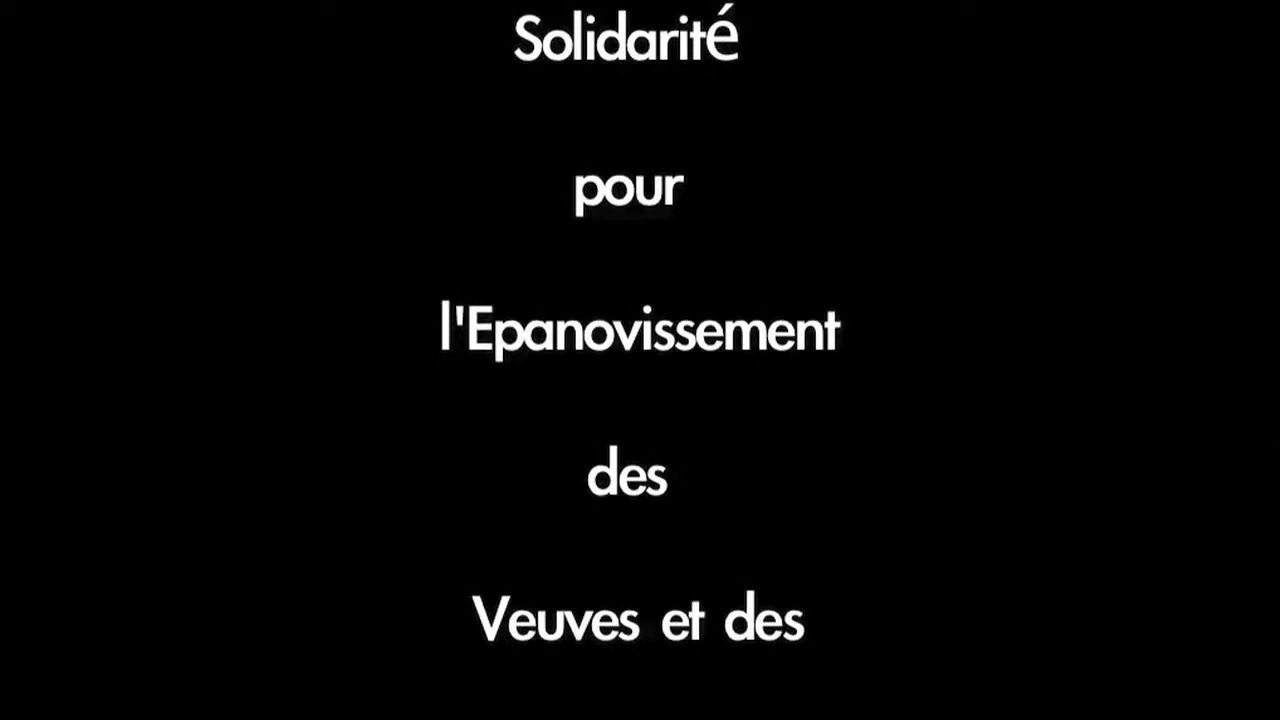 Solidarité
pour
l'Epanovissement
des
Veuves et des